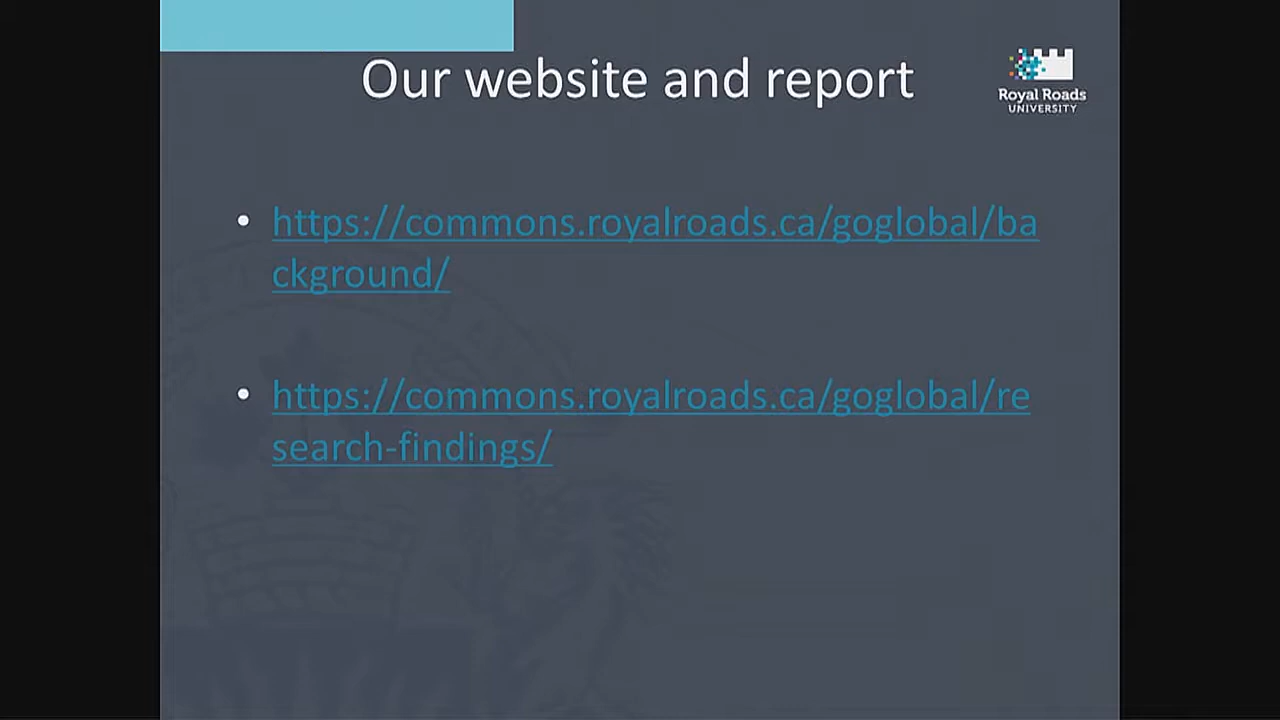 Our website and report
Royal Roads
UNIVERSITY
• https://commons.royalroads.ca/goglobal/ba
ckground/
• https://commons.royalroads.ca/goglobal/re
search-findings/